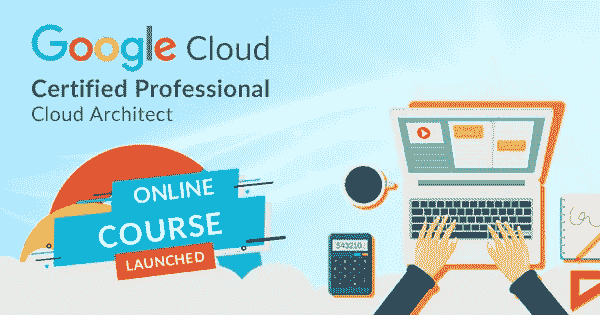 Google Cloud
Certified Professional
Cloud Architect
ONLINE
COURSE
LAUNCHED
543210